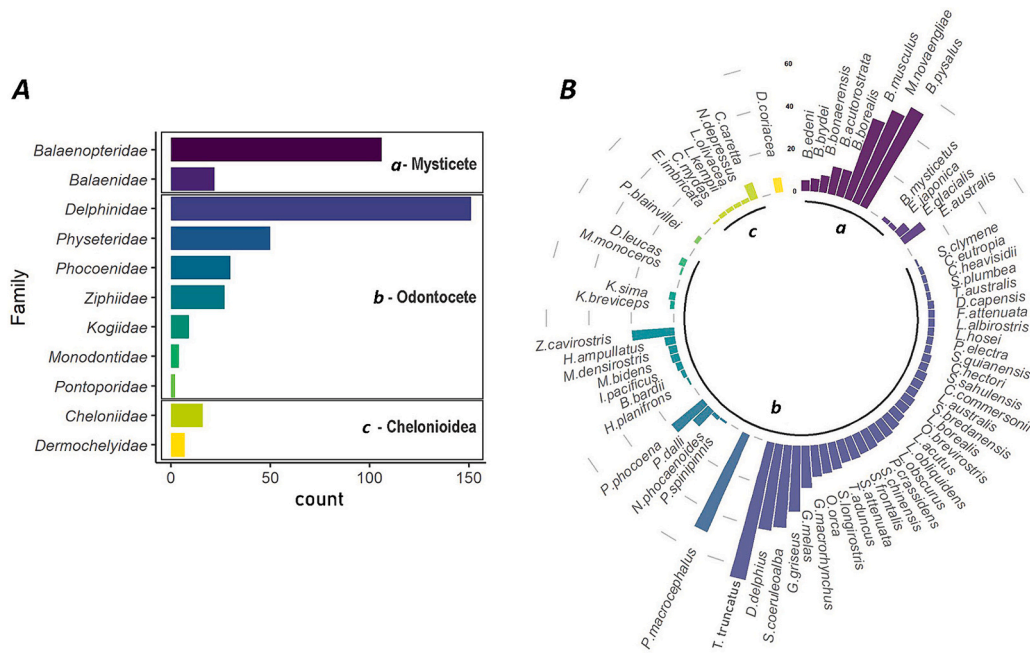 A
Family
Balaenopteridae
Balaenidae
Delphinidae
Physeteridae
Phocoenidae
Ziphiidae
Kogiidae
Monodontidae
Pontoporidae
Cheloniidae
Dermochelyidae
a- Mysticete
b - Odontocete
c - Chelonioidea
0
50
100
150
count
B
60
40
20
0
B.edeni
B.brydei
B.bonaerensis
B.acutorostrata
B.borealis
B.musculus
M.novaengliae
B.pysalus
B.mysticetus
E.japonica
E.glacialis
E.australis
S.clymene
C.eutropia
C.heavisidii
S.plumbea
T.australis
D.capensis
F.attenuata
L.albirostris
L.hosei
P.electra
S.guianensis
C.hectori
S.sahulensis
C.commersonii
L.australis
S.bredanensis
L.borealis
O.brevirostris
L.acutus
L.obliquidens
L.obscurus
P.crassidens
S.chinensis
S.frontalis
S.attenuata
T.aduncus
S.longirostris
O.orca
G.macrorhynchus
G.melas
G.griseus
S.coeruleoalba
D.delphius
T. truncatus
P.macrocephalus
P.spinipinnis
N.phocaenoides
P.dalli
P.phocoena
H.planifrons
B.bardii
I.pacificus
M.bidens
M.densirostris
H.ampullatus
Z.cavirostris
K.breviceps
K.sima
M.monoceros
D.leucas
P.blainvillei
E.imbricata
C.mydas
L.kempii
L.olivacea
N.depressus
C.caretta
D.coriacea
a
b
c